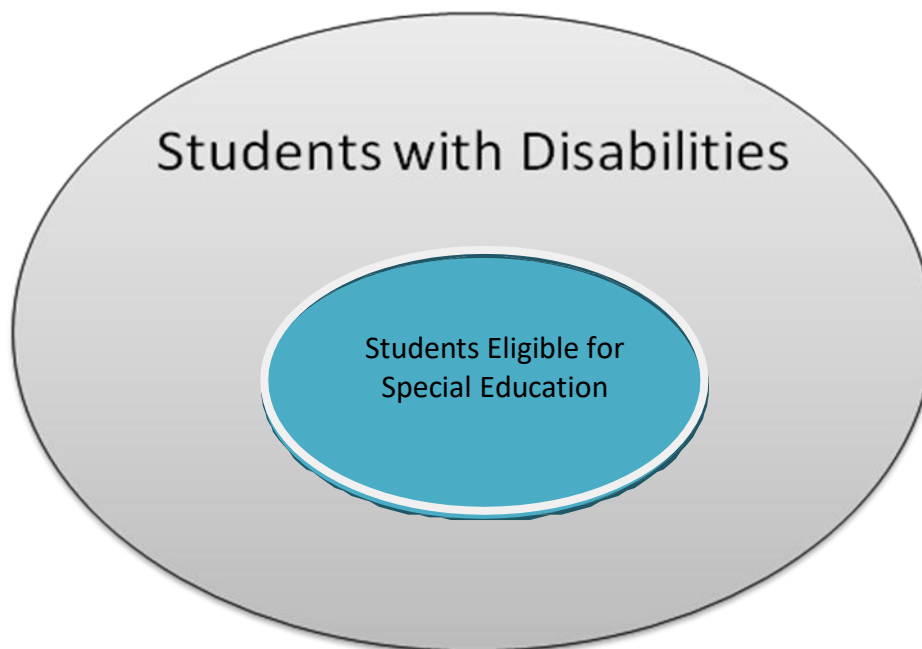 Students with Disabilities
Students Eligible for
Special Education